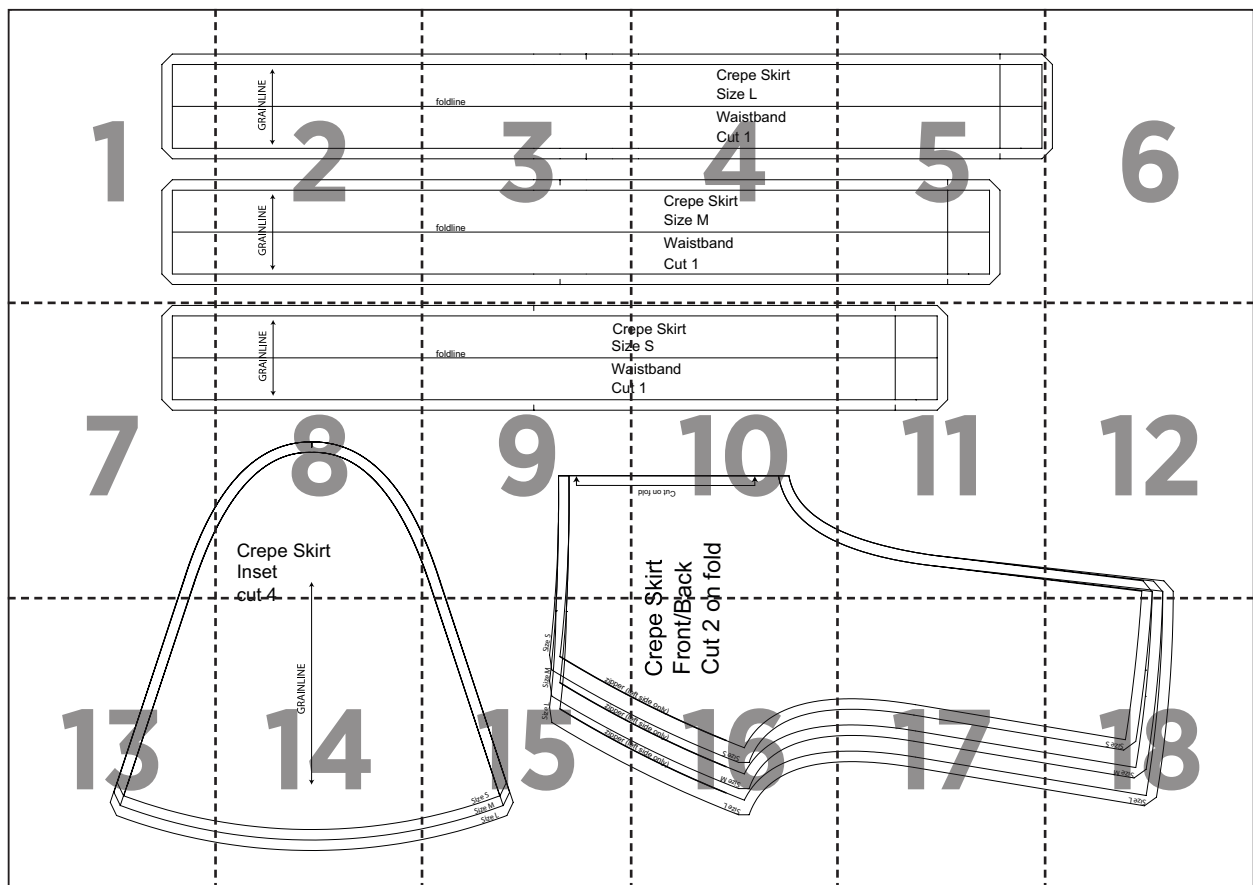 Crepe Skirt
Size L
Waistband
Cut 1
foldline
GRAINLINE
1
2
3
4
5
6
Crepe Skirt
Size M
Waistband
Cut 1
foldline
GRAINLINE
Crepe Skirt
Size S
Waistband
Cut 1
foldline
GRAINLINE
7
8
9
10
11
12
Cut on fold
Crepe Skirt
Inset
cut 4
GRAINLINE
Crepe Skirt
Front/Back
Cut 2 on fold
Size S
Size M
Size L
zipper (left side only)
zipper (left side only)
zipper (left side only)
13
14
15
16
17
18
Size S
Size M
Size L
Size S
Size M
Size L
Size S
Size M
Size L